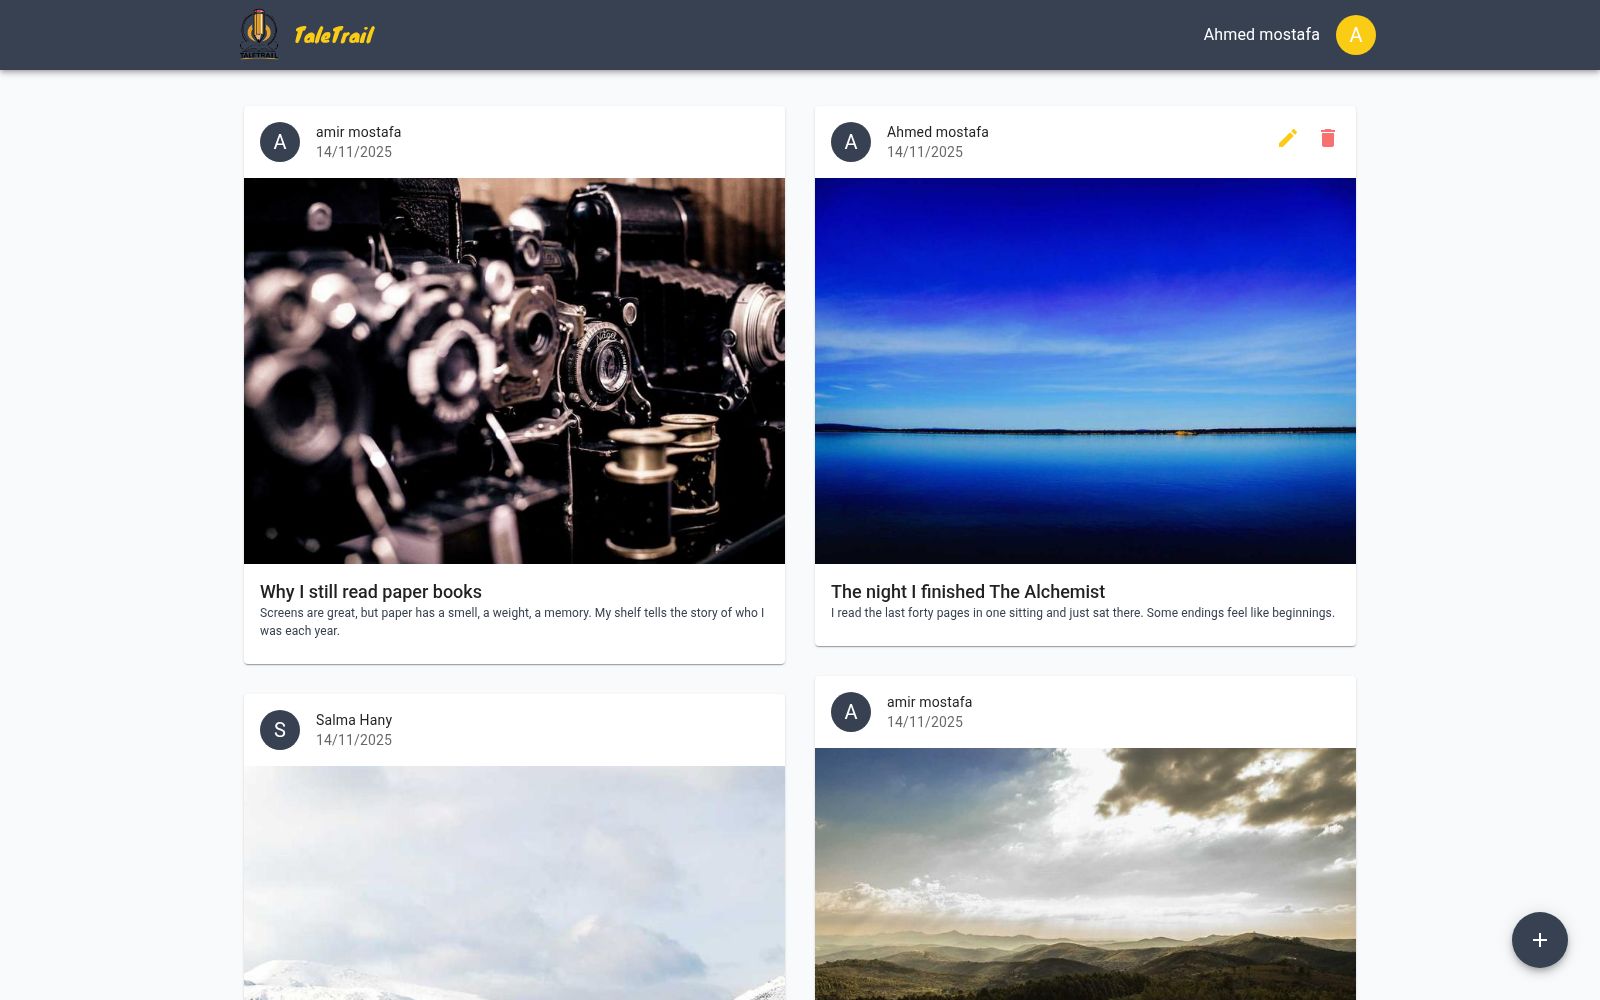 TALETRAIL
TaleTrail
Ahmed mostafa
A
A
amir mostafa
14/11/2025
Nagel
Why I still read paper books
Screens are great, but paper has a smell, a weight, a memory. My shelf tells the story of who I
was each year.
A
Ahmed mostafa
14/11/2025
The night I finished The Alchemist
I read the last forty pages in one sitting and just sat there. Some endings feel like beginnings.
S
Salma Hany
14/11/2025
A
amir mostafa
14/11/2025